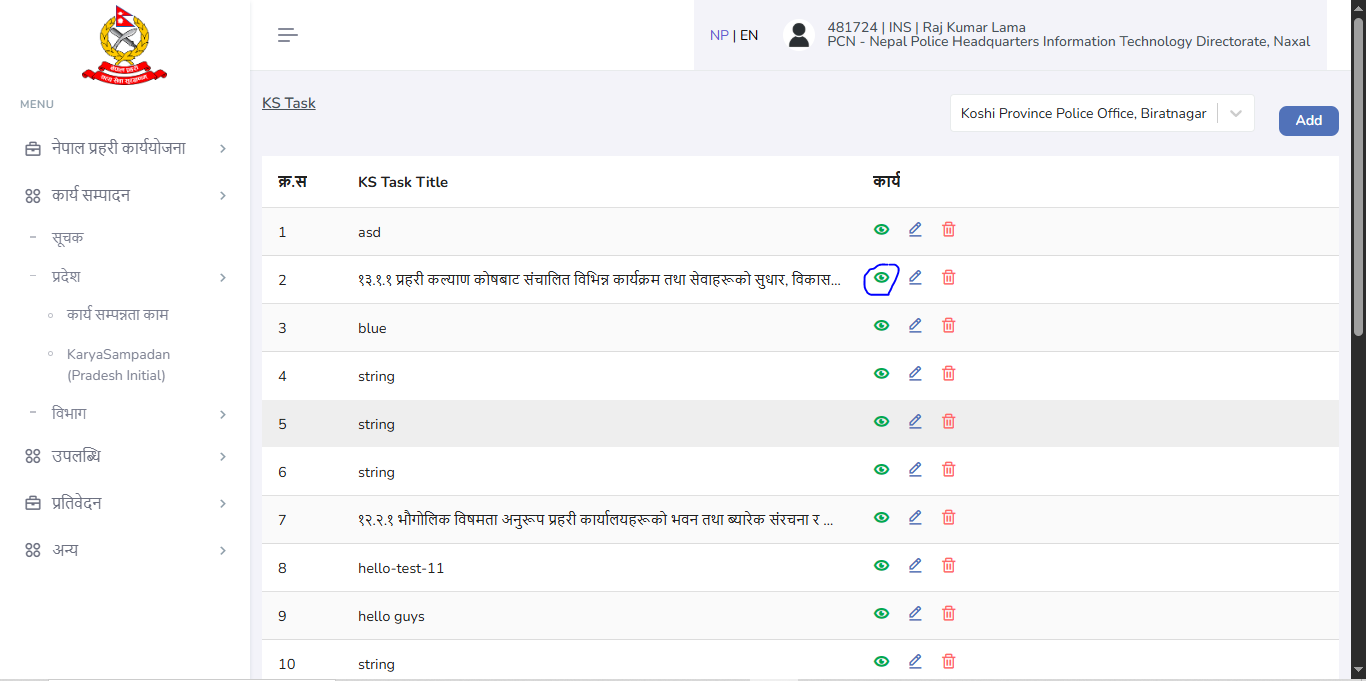 नेपाल प्रहरी
सत्य सेवा सुरक्षणम्
NP | EN
481724 | INS | Raj Kumar Lama
PCN - Nepal Police Headquarters Information Technology Directorate, Naxal
MENU
नेपाल प्रहरी कार्ययोजना
कार्य सम्पादन
सूचक
प्रदेश
कार्य सम्पन्नता काम
KaryaSampadan
(Pradesh Initial)
विभाग
उपलब्धि
प्रतिवेदन
अन्य
KS Task
Koshi Province Police Office, Biratnagar
Add
क्र.स KS Task Title कार्य
1 asd
2 १३.१.१ प्रहरी कल्याण कोषबाट संचालित विभिन्न कार्यक्रम तथा सेवाहरूको सुधार, विकास...
3 blue
4 string
5 string
6 string
7 १२.२.१ भौगोलिक विषमता अनुरूप प्रहरी कार्यालयहरूको भवन तथा ब्यारेक संरचना र ...
8 hello-test-11
9 hello guys
10 string